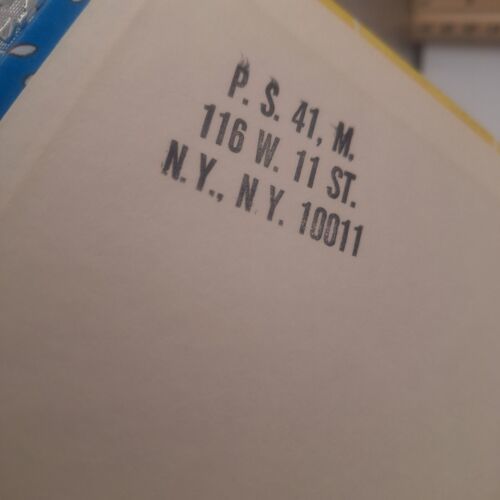 P. S. 41, M.
116 W. 11 ST.
N.Y., N.Y. 10011